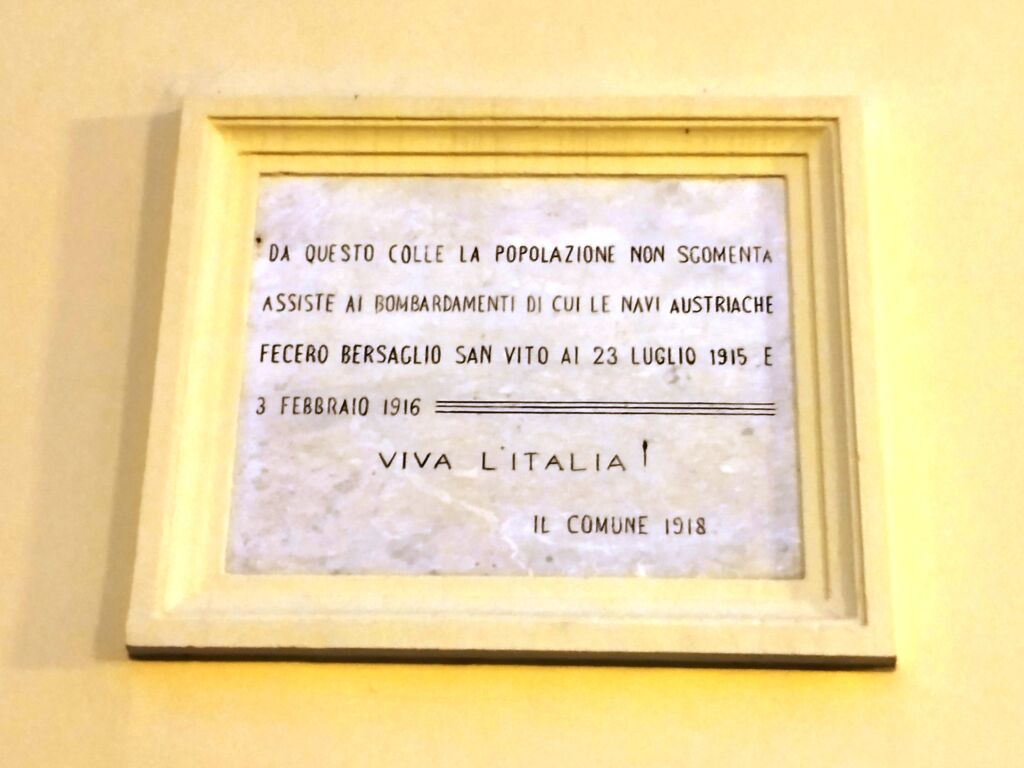 DA QUESTO COLLE LA POPOLAZIONE NON SGOMENTA
ASSISTE AI BOMBARDAMENTI DI CUI LE NAVI AUSTRIACHE
FECERO BERSAGLIO SAN VITO AI 23 LUGLIO 1915 E
3 FEBBRAIO 1916
VIVA L'ITALIA!
IL COMUNE 1918